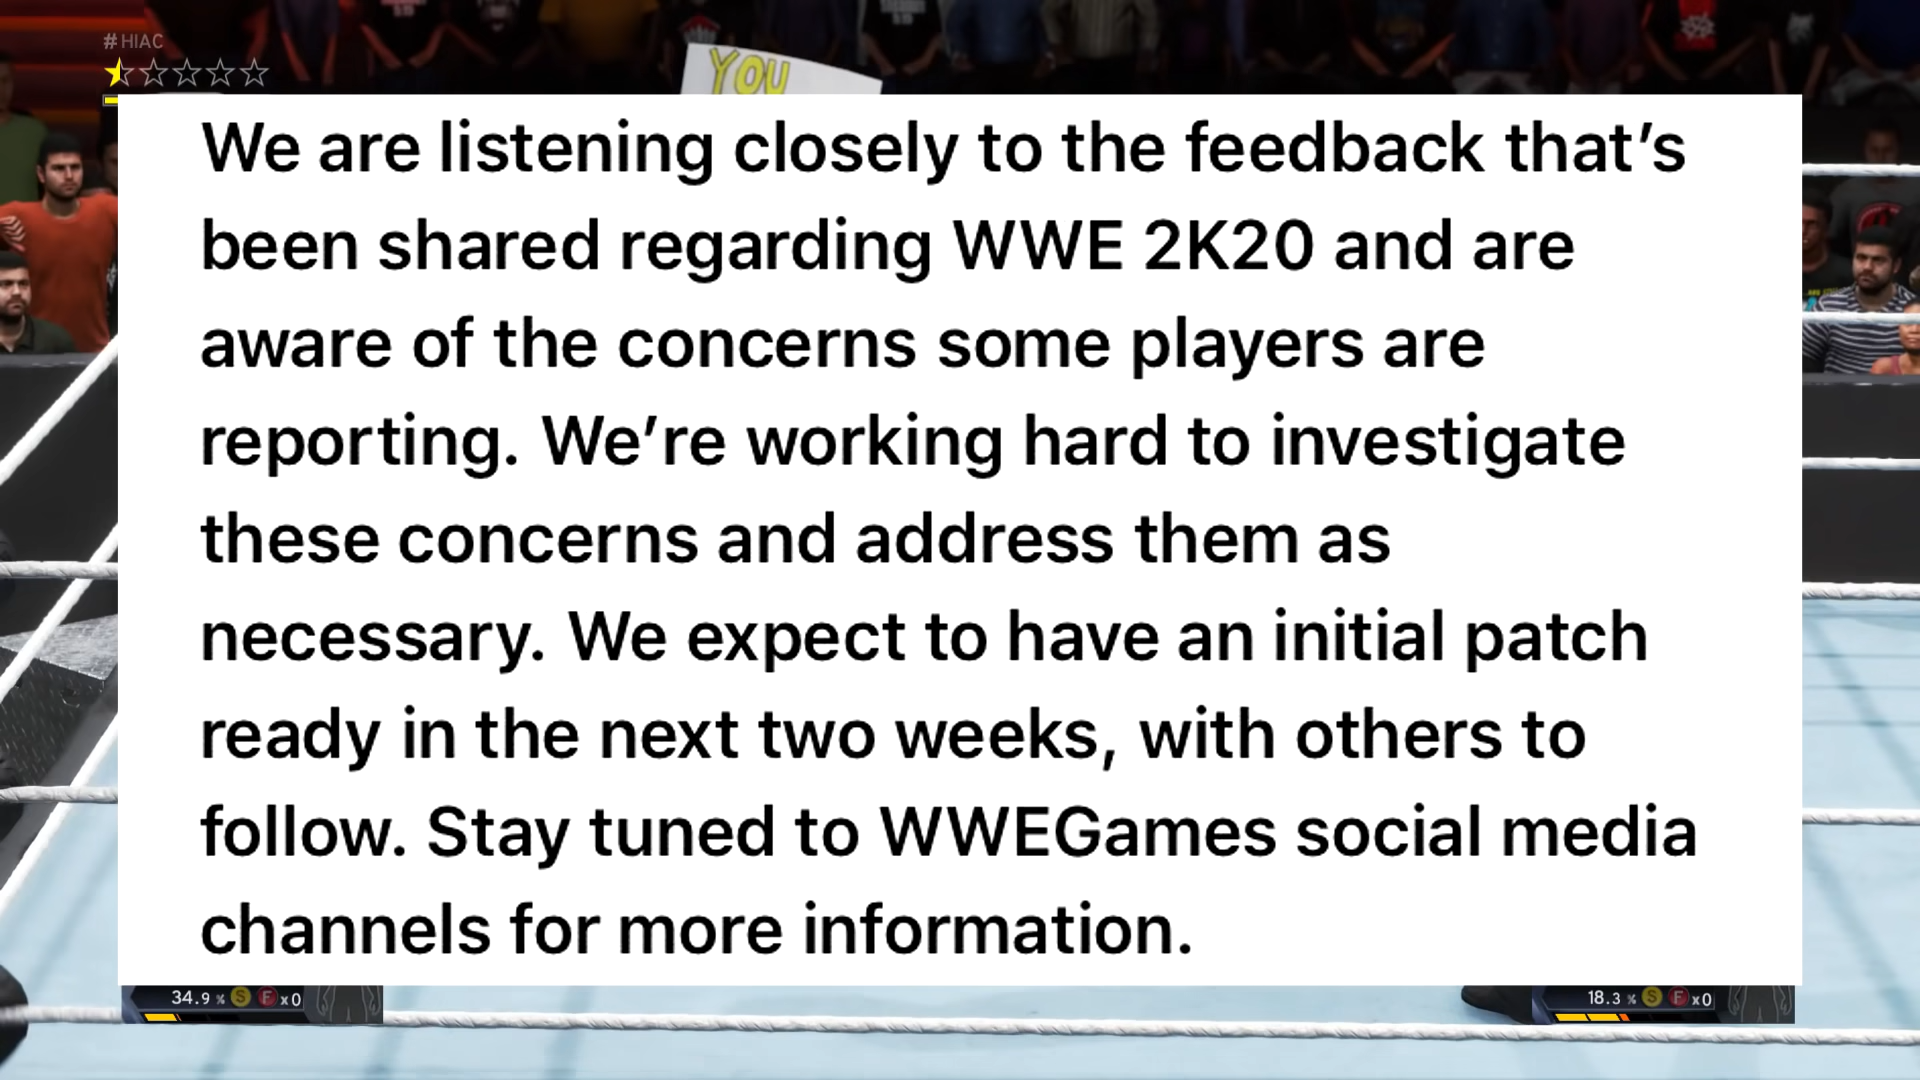 #HIAC
YOU
We are listening closely to the feedback that’s
been shared regarding WWE 2K20 and are
aware of the concerns some players are
reporting. We’re working hard to investigate
these concerns and address them as
necessary. We expect to have an initial patch
ready in the next two weeks, with others to
follow. Stay tuned to WWEGames social media
channels for more information.
34.9 % S F x0
18.3 % S F x0